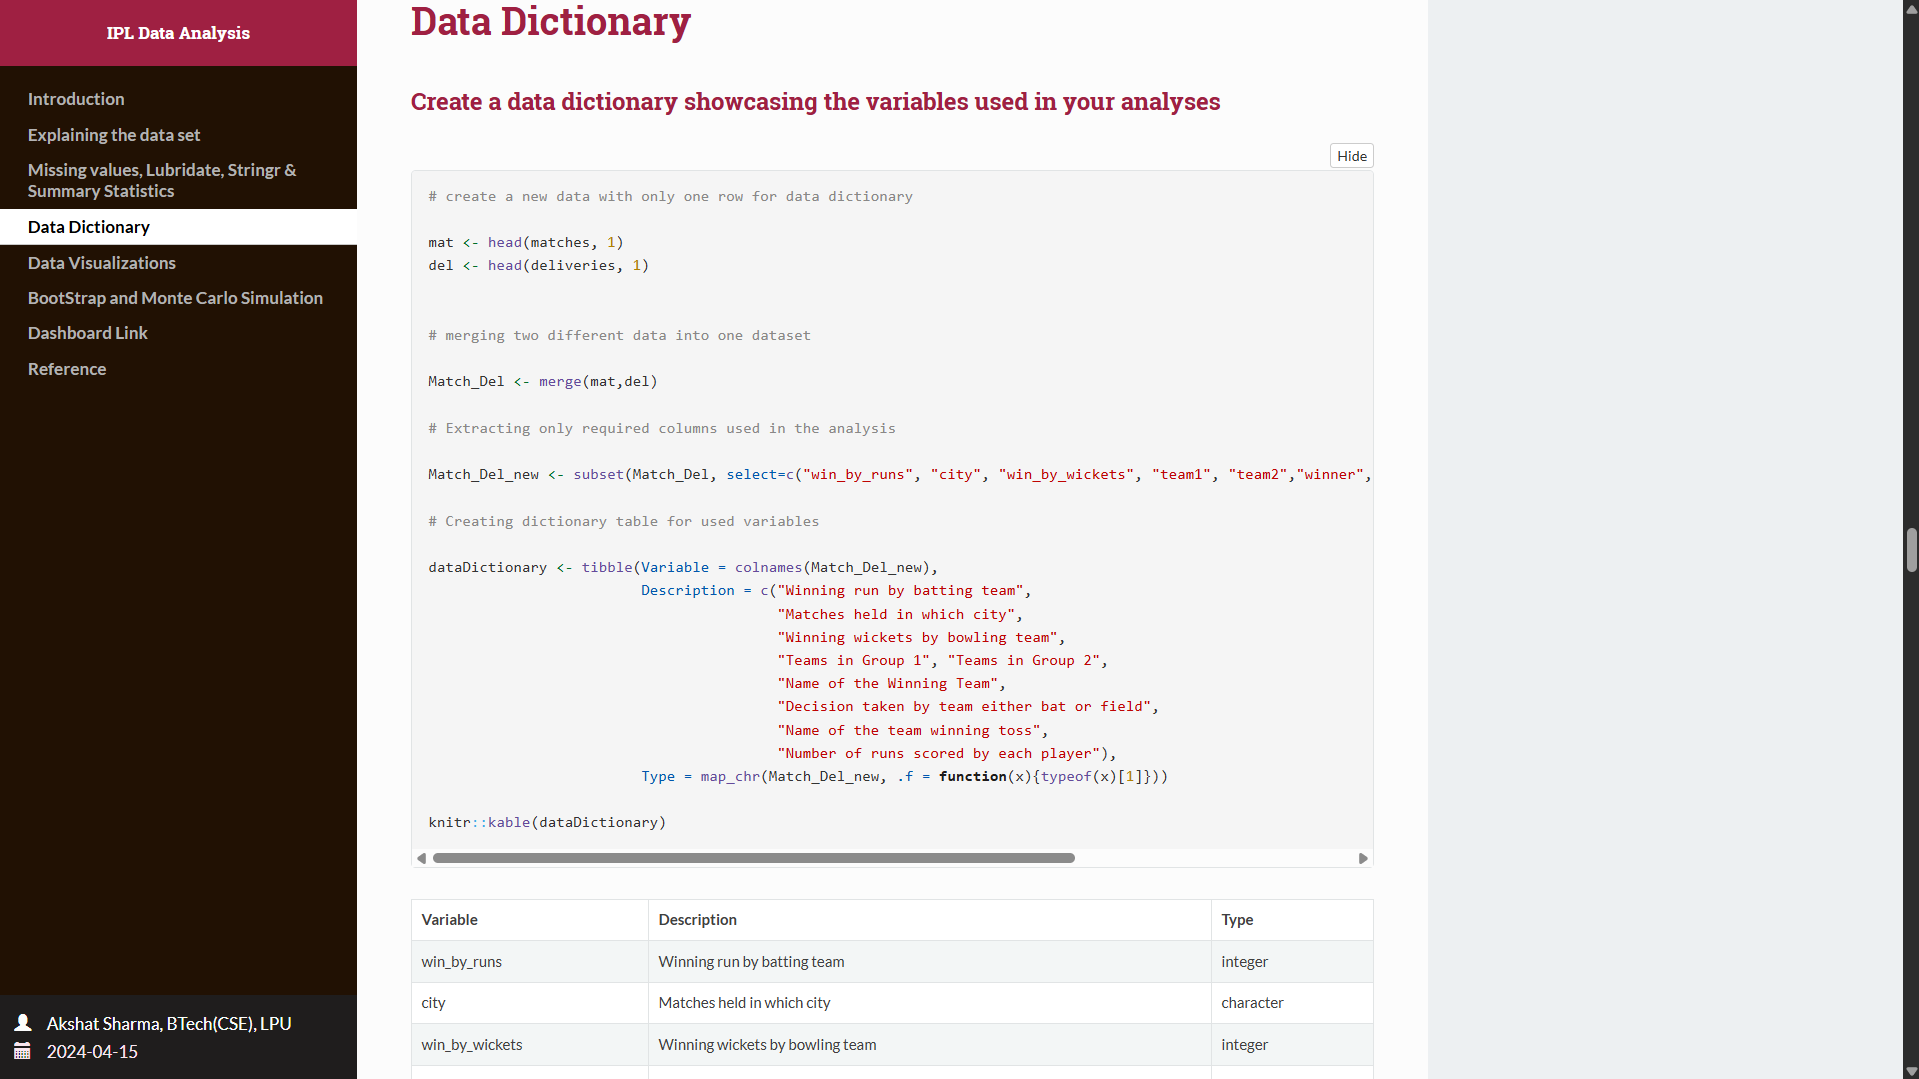 IPL Data Analysis
Introduction
Explaining the data set
Missing values, Lubridate, Stringr &
Summary Statistics
Data Dictionary
Data Visualizations
BootStrap and Monte Carlo Simulation
Dashboard Link
Reference
Akshat Sharma, BTech(CSE), LPU
2024-04-15
Data Dictionary
Create a data dictionary showcasing the variables used in your analyses
Hide
# create a new data with only one row for data dictionary
mat <- head(matches, 1)
del <- head(deliveries, 1)
# merging two different data into one dataset
Match_Del <- merge(mat,del)
# Extracting only required columns used in the analysis
Match_Del_new <- subset(Match_Del, select=c("win_by_runs", "city", "win_by_wickets", "team1", "team2","winner",
# Creating dictionary table for used variables
dataDictionary <- tibble(Variable = colnames(Match_Del_new),
Description = c("Winning run by batting team",
"Matches held in which city",
"Winning wickets by bowling team",
"Teams in Group 1", "Teams in Group 2",
"Name of the Winning Team",
"Decision taken by team either bat or field",
"Name of the team winning toss",
"Number of runs scored by each player"),
Type = map_chr(Match_Del_new, .f = function(x){typeof(x)[1]}))
knitr::kable(dataDictionary)
Variable Description Type
win_by_runs Winning run by batting team integer
city Matches held in which city character
win_by_wickets Winning wickets by bowling team integer